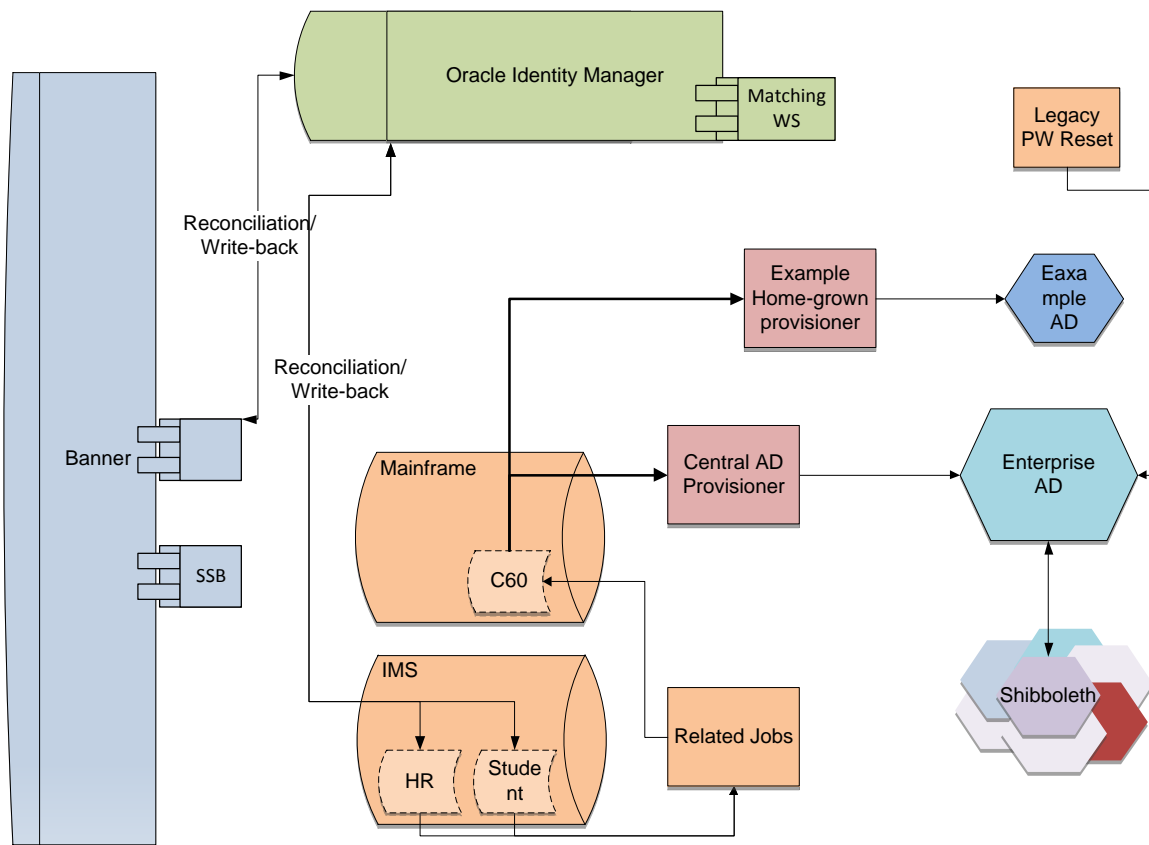 Oracle Identity Manager
Matching
WS
Legacy
PW Reset
Reconciliation/
Write-back
Example
Home-grown
provisioner
Eaxa
mple
AD
Reconciliation/
Write-back
Banner
Mainframe
Central AD
Provisioner
Enterprise
AD
C60
SSB
IMS
Shibboleth
Related Jobs
HR
Stude
nt